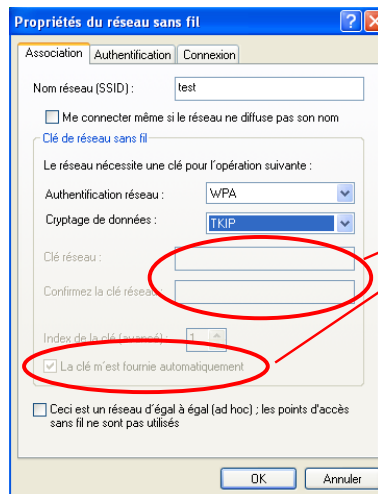 Propriétés du réseau sans fil
Association Authentification Connexion
Nom réseau (SSID) : test
Me connecter même si le réseau ne diffuse pas son nom
Clé de réseau sans fil
Le réseau nécessite une clé pour l'opération suivante :
Authentification réseau : WPA
Cryptage de données : TKIP
Clé réseau :
Confirmez la clé réseau :
Index de la clé (avancé) : 1
La clé m'est fournie automatiquement
Ceci est un réseau d'égal à égal (ad hoc) ; les points d'accès
sans fil ne sont pas utilisés
OK Annuler